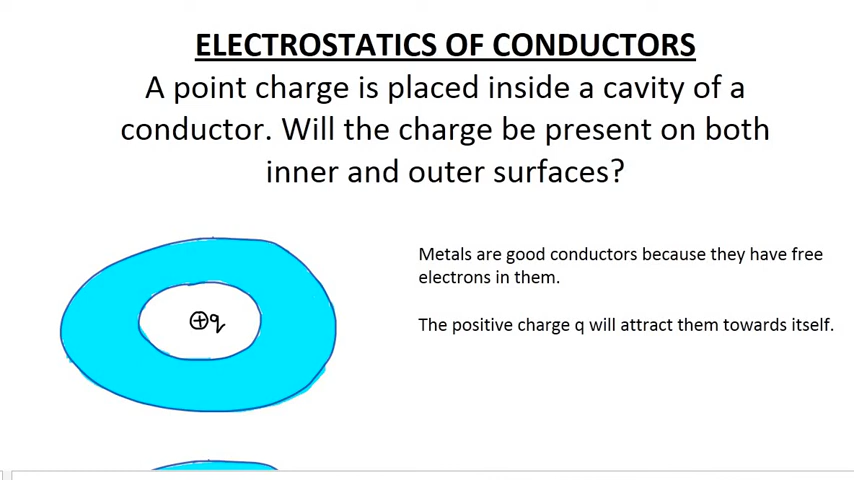 ELECTROSTATICS OF CONDUCTORS
A point charge is placed inside a cavity of a
conductor. Will the charge be present on both
inner and outer surfaces?
Metals are good conductors because they have free
electrons in them.
The positive charge q will attract them towards itself.
⊕q